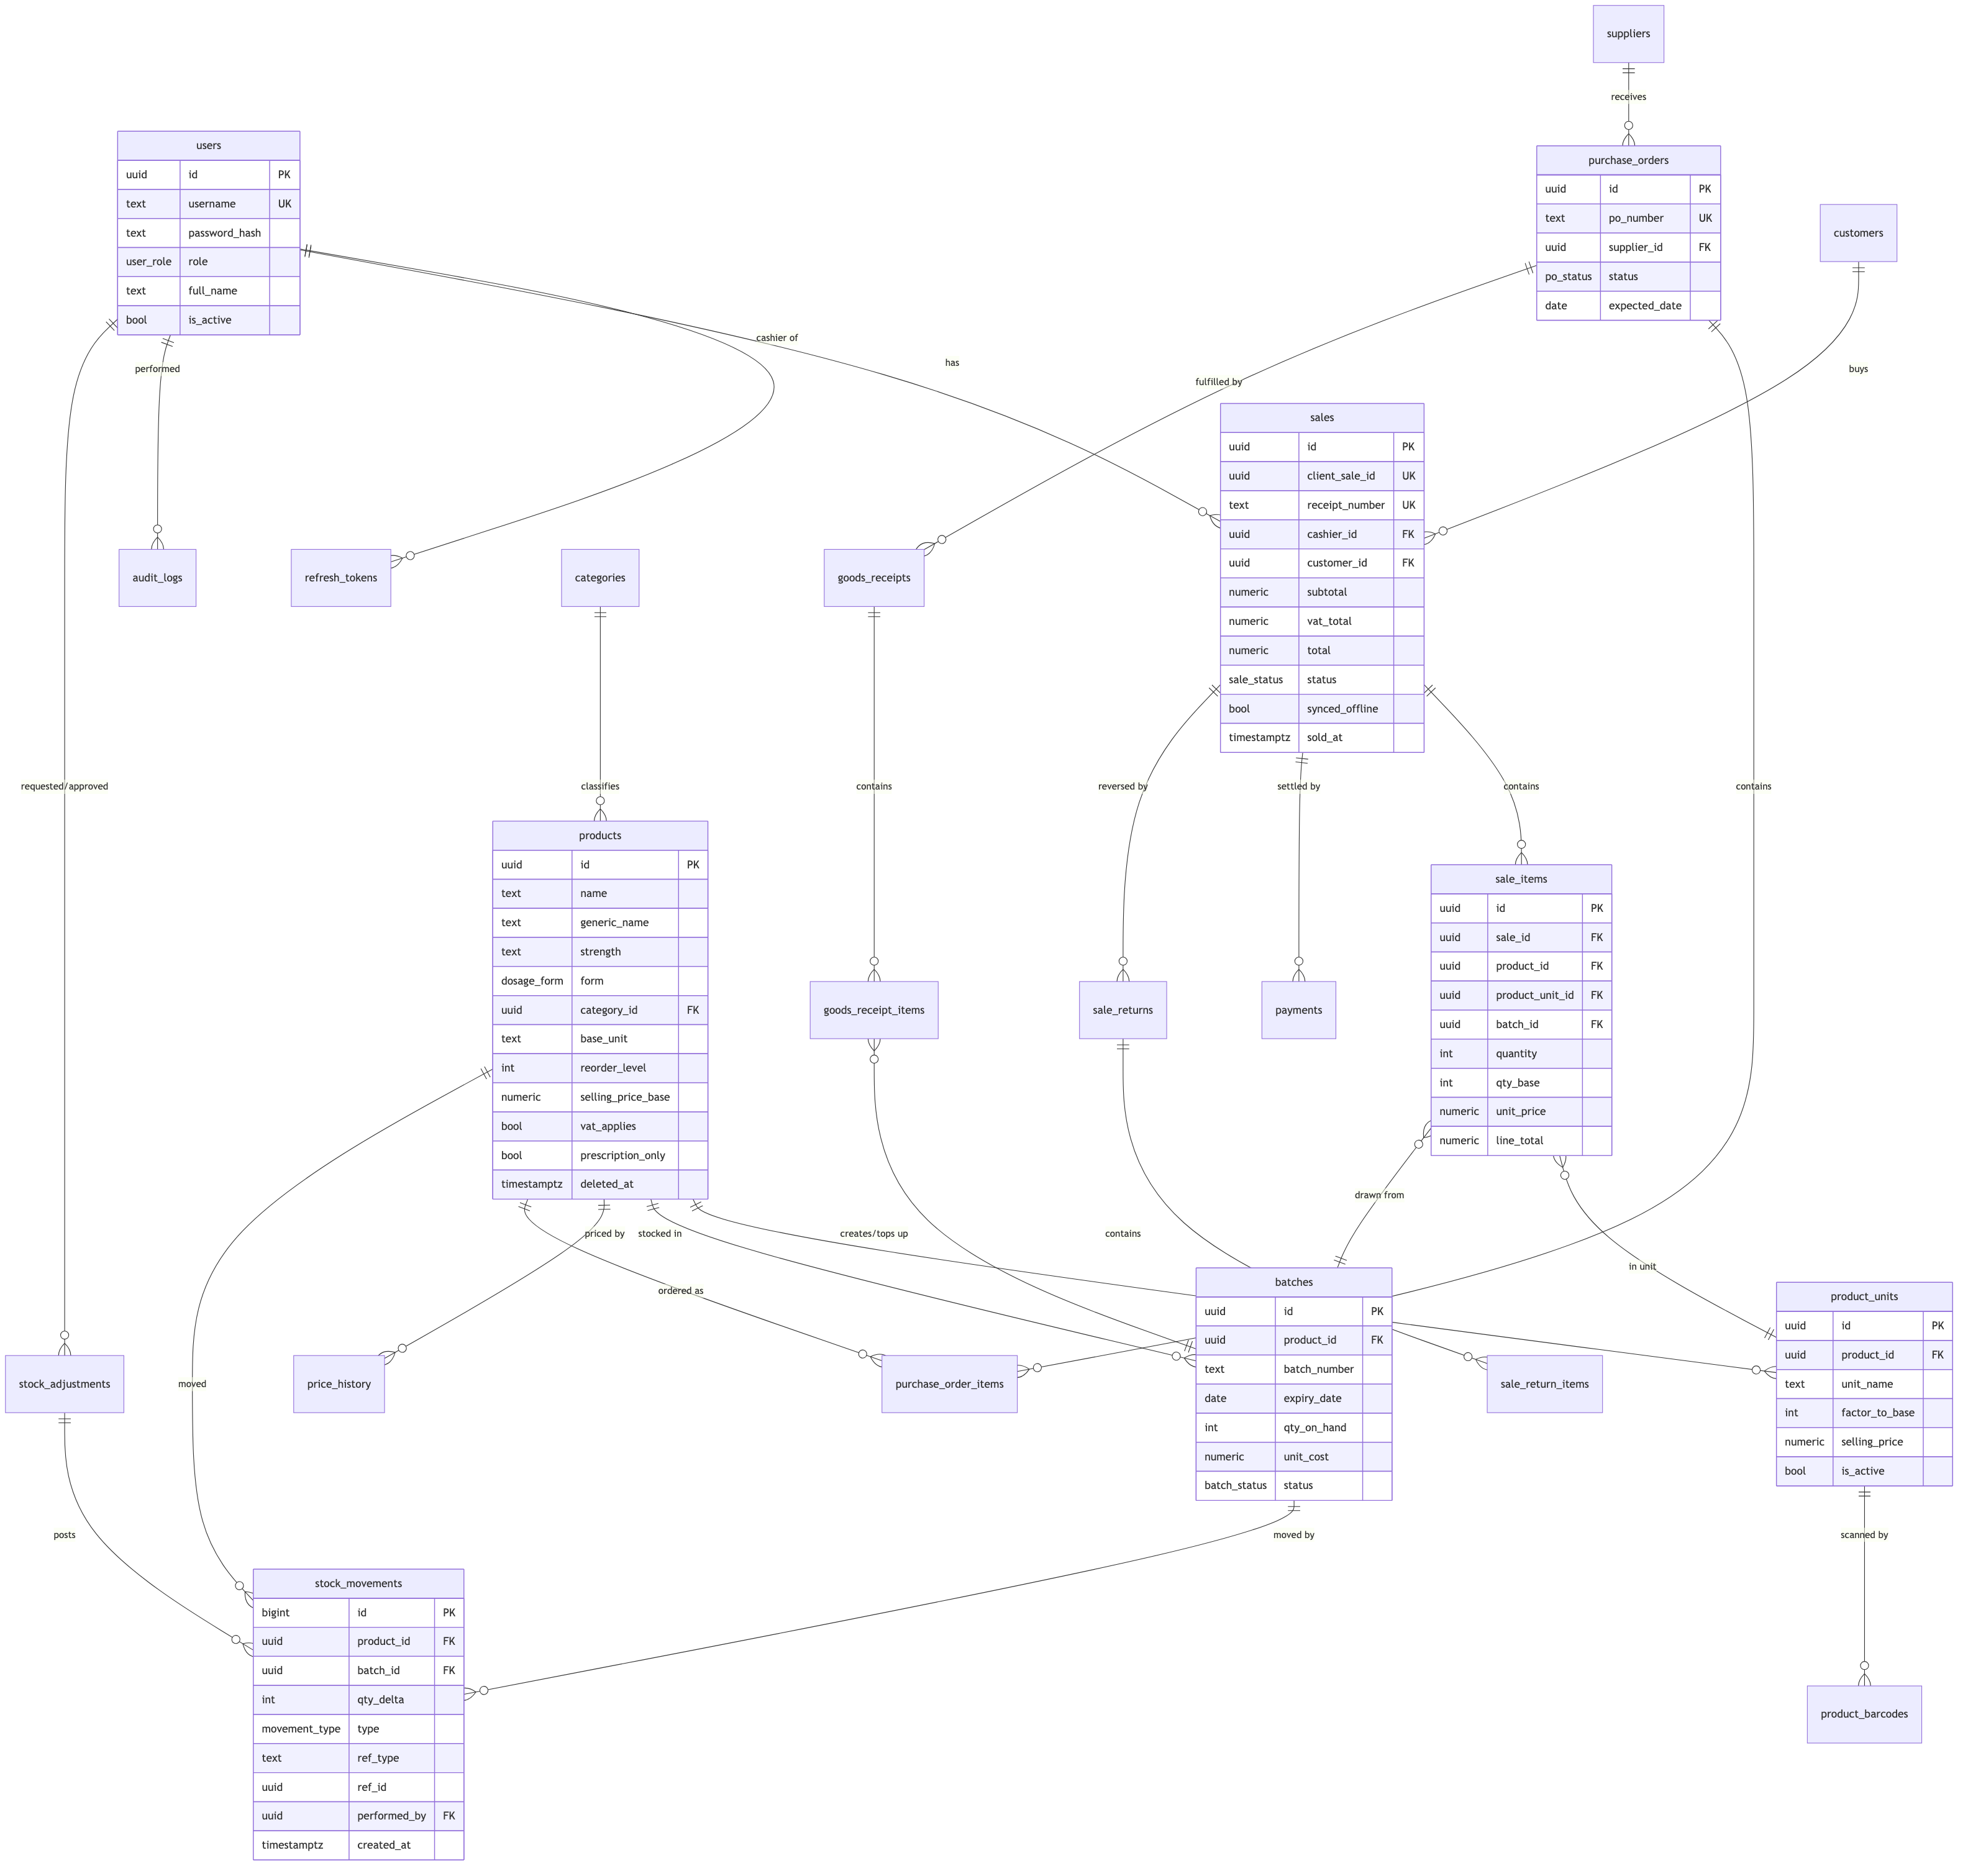 suppliers
receives
users
uuid id PK
text username UK
text password_hash
user_role role
text full_name
bool is_active
purchase_orders
uuid id PK
text po_number UK
uuid supplier_id FK
po_status status
date expected_date
customers
cashier of
has
performed
fulfilled by
buys
sales
uuid id PK
uuid client_sale_id UK
text receipt_number UK
uuid cashier_id FK
uuid customer_id FK
numeric subtotal
numeric vat_total
numeric total
sale_status status
bool synced_offline
timestamptz sold_at
audit_logs
refresh_tokens
categories
goods_receipts
requested/approved
classifies
contains
reversed by
settled by
contains
contains
products
uuid id PK
text name
text generic_name
text strength
dosage_form form
uuid category_id FK
text base_unit
int reorder_level
numeric selling_price_base
bool vat_applies
bool prescription_only
timestamptz deleted_at
goods_receipt_items
sale_returns
payments
sale_items
uuid id PK
uuid sale_id FK
uuid product_id FK
uuid product_unit_id FK
uuid batch_id FK
int quantity
int qty_base
numeric unit_price
numeric line_total
drawn from
priced by
stocked in
creates/tops up
contains
in unit
ordered as
moved
batches
uuid id PK
uuid product_id FK
text batch_number
date expiry_date
int qty_on_hand
numeric unit_cost
batch_status status
product_units
uuid id PK
uuid product_id FK
text unit_name
int factor_to_base
numeric selling_price
bool is_active
stock_adjustments
price_history
purchase_order_items
sale_return_items
posts
moved by
scanned by
stock_movements
bigint id PK
uuid product_id FK
uuid batch_id FK
int qty_delta
movement_type type
text ref_type
uuid ref_id
uuid performed_by FK
timestamptz created_at
product_barcodes